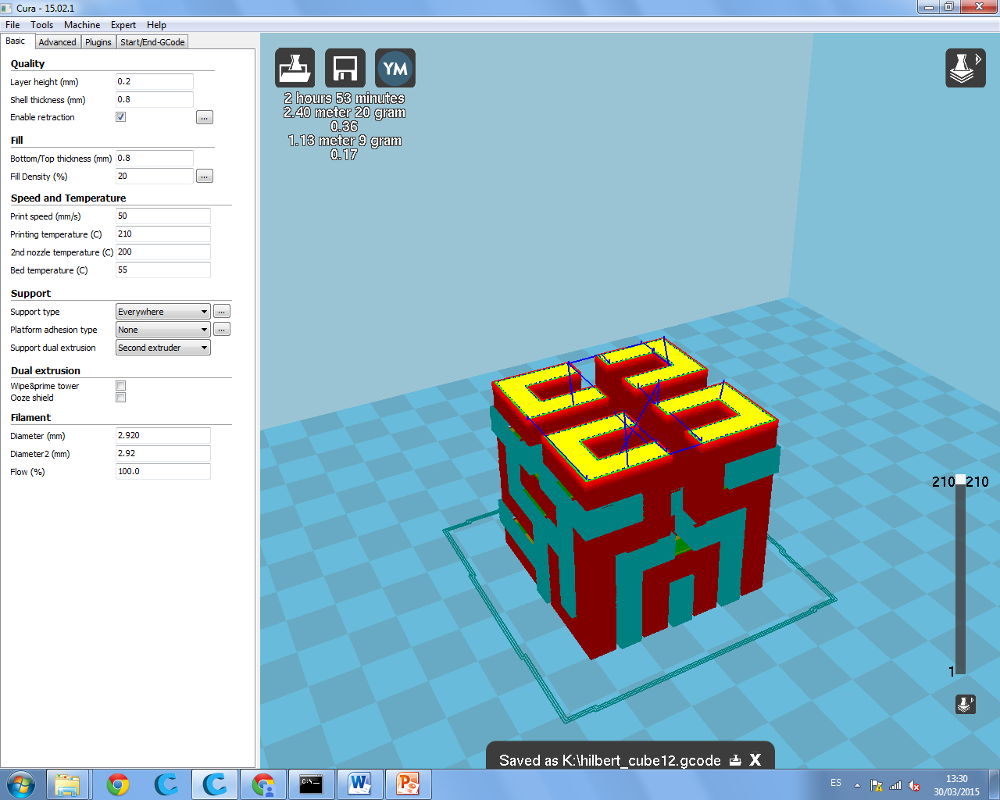 Cura - 15.02.1
File Tools Machine Expert Help
Basic Advanced Plugins Start/End-GCode
Quality
Layer height (mm) 0.2
Shell thickness (mm) 0.8
Enable retraction ...
Fill
Bottom/Top thickness (mm) 0.8
Fill Density (%) 20 ...
Speed and Temperature
Print speed (mm/s) 50
Printing temperature (C) 210
2nd nozzle temperature (C) 200
Bed temperature (C) 55
Support
Support type Everywhere ...
Platform adhesion type None ...
Support dual extrusion Second extruder
Dual extrusion
Wipe&prime tower
Ooze shield
Filament
Diameter (mm) 2.920
Diameter2 (mm) 2.92
Flow (%) 100.0
YM
2 hours 53 minutes
2.40 meter 20 gram
0.36
1.13 meter 9 gram
0.17
210 210
1
Saved as K:\hilbert_cube12.gcode X
C:\
W
P
ES
13:30
30/03/2015